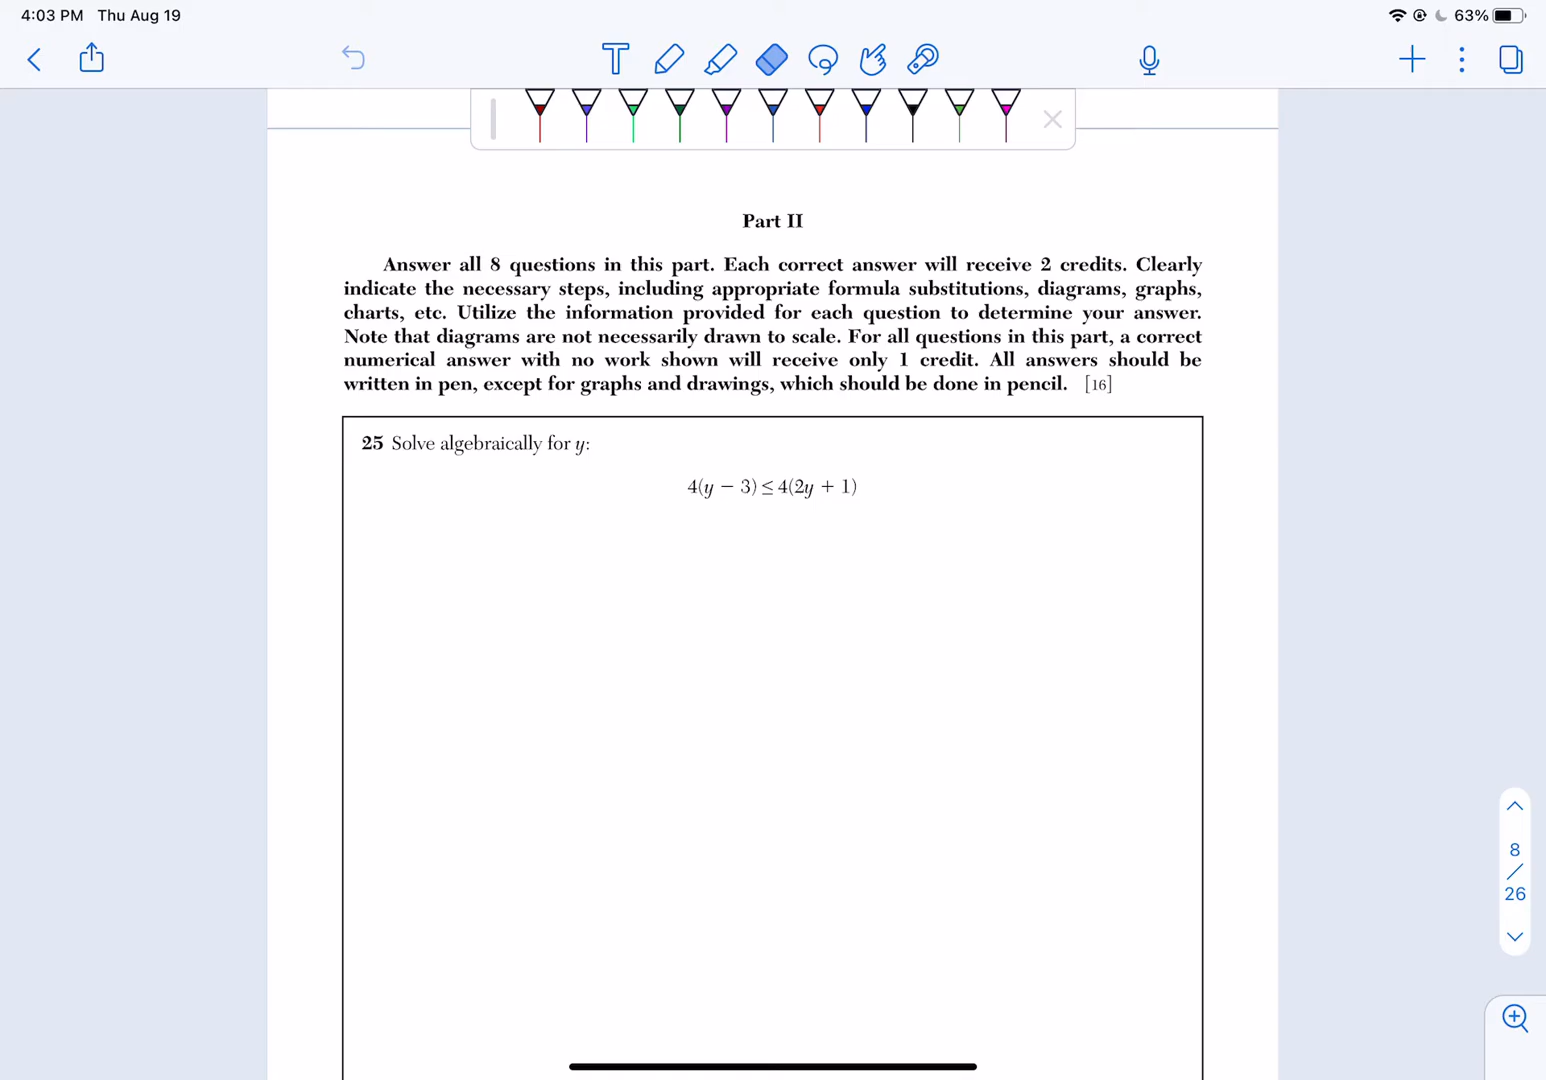 4:03 PM Thu Aug 19
63%
Part II
Answer all 8 questions in this part. Each correct answer will receive 2 credits. Clearly
indicate the necessary steps, including appropriate formula substitutions, diagrams, graphs,
charts, etc. Utilize the information provided for each question to determine your answer.
Note that diagrams are not necessarily drawn to scale. For all questions in this part, a correct
numerical answer with no work shown will receive only 1 credit. All answers should be
written in pen, except for graphs and drawings, which should be done in pencil. [16]
25 Solve algebraically for y:
4(y − 3) ≤ 4(2y + 1)
8
/
26